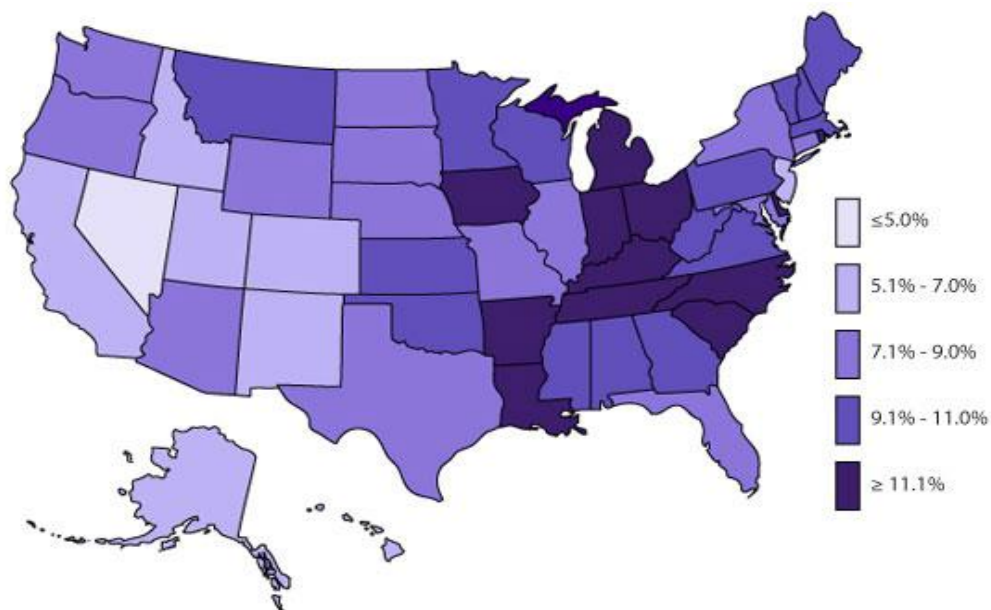 ≤5.0%
5.1% - 7.0%
7.1% - 9.0%
9.1% - 11.0%
≥ 11.1%